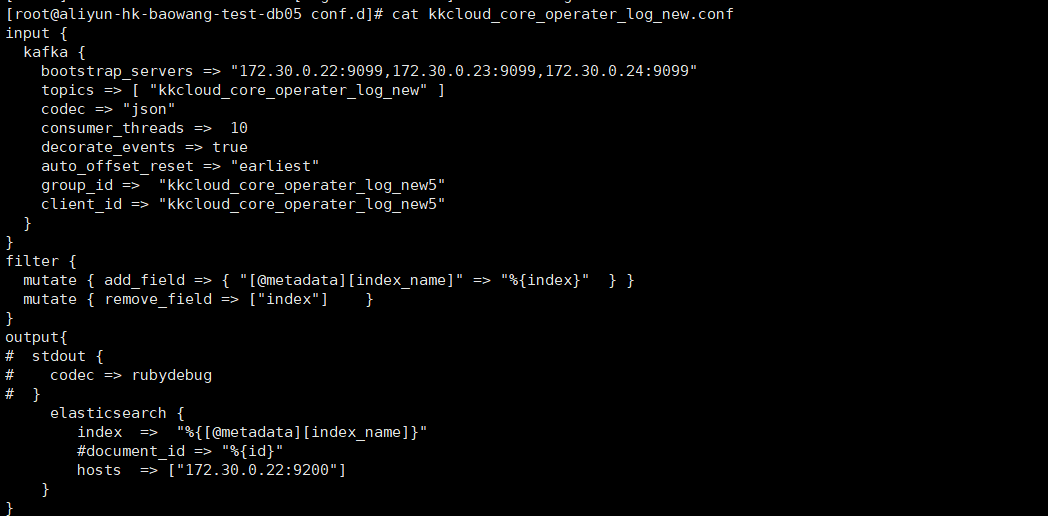 [root@aliyun-hk-baowang-test-db05 conf.d]# cat kkcloud_core_operater_log_new.conf
input {
  kafka {
    bootstrap_servers => "172.30.0.22:9099,172.30.0.23:9099,172.30.0.24:9099"
    topics => [ "kkcloud_core_operater_log_new" ]
    codec => "json"
    consumer_threads =>  10
    decorate_events => true
    auto_offset_reset => "earliest"
    group_id =>  "kkcloud_core_operater_log_new5"
    client_id => "kkcloud_core_operater_log_new5"
  }
}
filter {
  mutate { add_field => { "[@metadata][index_name]" => "%{index}"  } }
  mutate { remove_field => ["index"]    }
}
output{
#  stdout {
#    codec => rubydebug
#  }
     elasticsearch {
        index  =>  "%{[@metadata][index_name]}"
        #document_id => "%{id}"
        hosts  => ["172.30.0.22:9200"]
    }
}